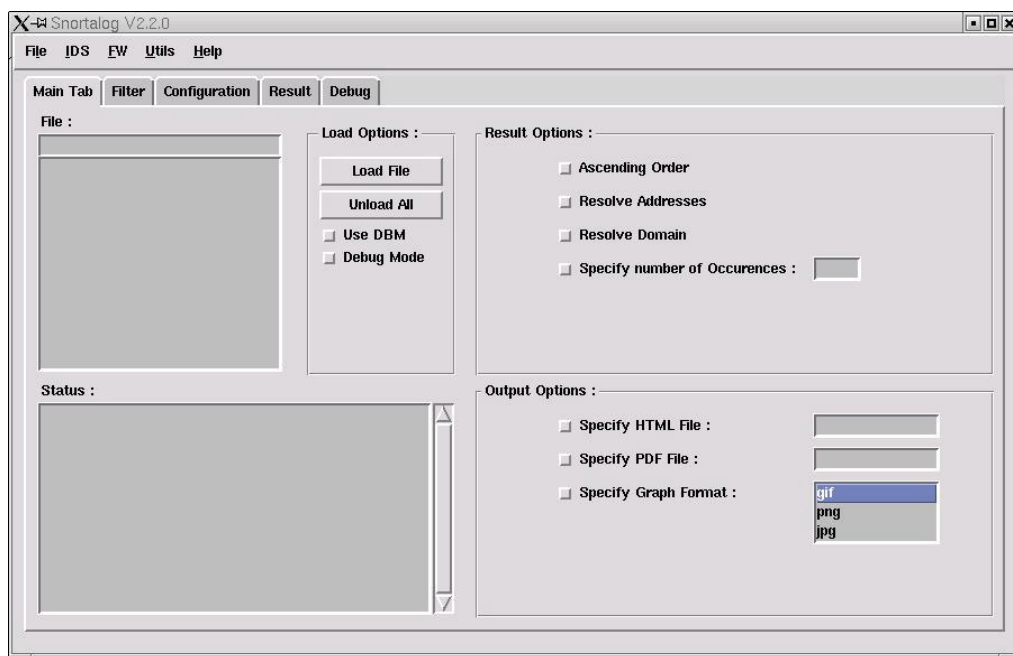 Snortalog V2.2.0
File IDS FW Utils Help
Main Tab Filter Configuration Result Debug
File :
Load Options :
Load File
Unload All
Use DBM
Debug Mode
Result Options :
Ascending Order
Resolve Addresses
Resolve Domain
Specify number of Occurences :
Status :
Output Options :
Specify HTML File :
Specify PDF File :
Specify Graph Format :
gif
png
jpg